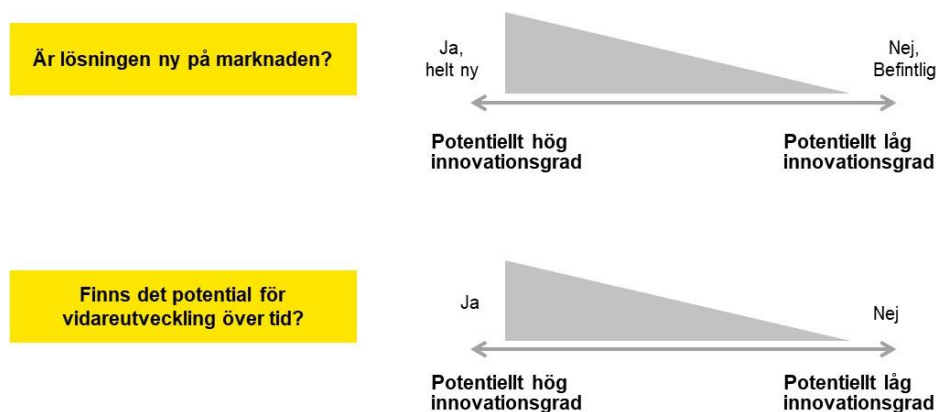 Är lösningen ny på marknaden?
Ja,
helt ny
Nej,
Befintlig
Potentiellt hög
innovationsgrad
Potentiellt låg
innovationsgrad
Finns det potential för
vidareutveckling över tid?
Ja
Nej
Potentiellt hög
innovationsgrad
Potentiellt låg
innovationsgrad